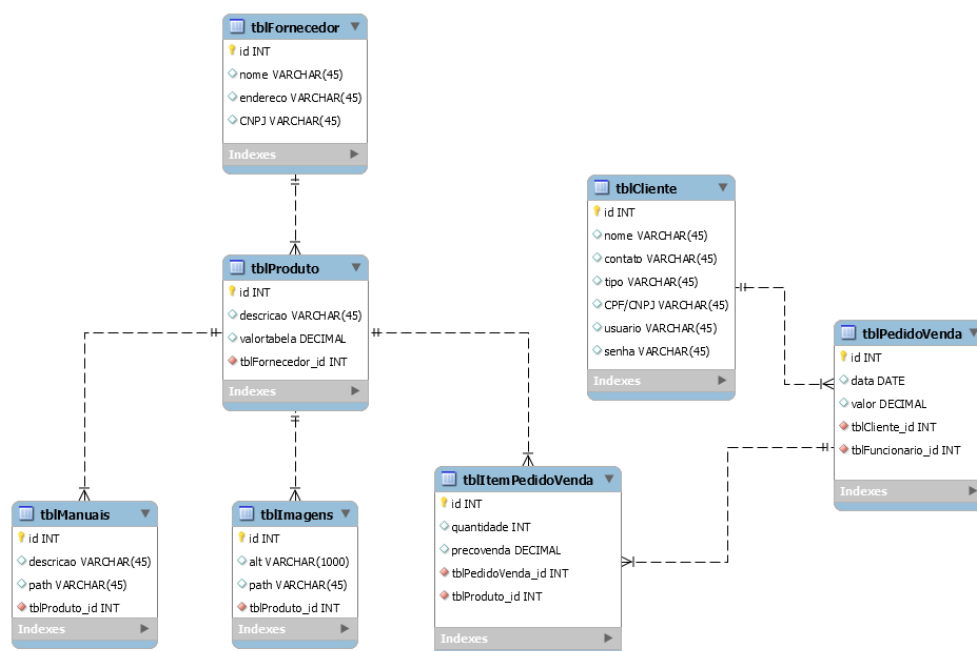 tblFornecedor
id INT
nome VARCHAR(45)
endereco VARCHAR(45)
CNPJ VARCHAR(45)
Indexes
tblCliente
id INT
nome VARCHAR(45)
contato VARCHAR(45)
tipo VARCHAR(45)
CPF/CNPJ VARCHAR(45)
usuario VARCHAR(45)
senha VARCHAR(45)
Indexes
tblProduto
id INT
descricao VARCHAR(45)
valortabela DECIMAL
tblFornecedor_id INT
Indexes
tblPedidoVenda
id INT
data DATE
valor DECIMAL
tblCliente_id INT
tblFuncionario_id INT
Indexes
tblManuais
id INT
descricao VARCHAR(45)
path VARCHAR(45)
tblProduto_id INT
Indexes
tblImagens
id INT
alt VARCHAR(1000)
path VARCHAR(45)
tblProduto_id INT
Indexes
tblItemPedidoVenda
id INT
quantidade INT
precovenda DECIMAL
tblPedidoVenda_id INT
tblProduto_id INT
Indexes